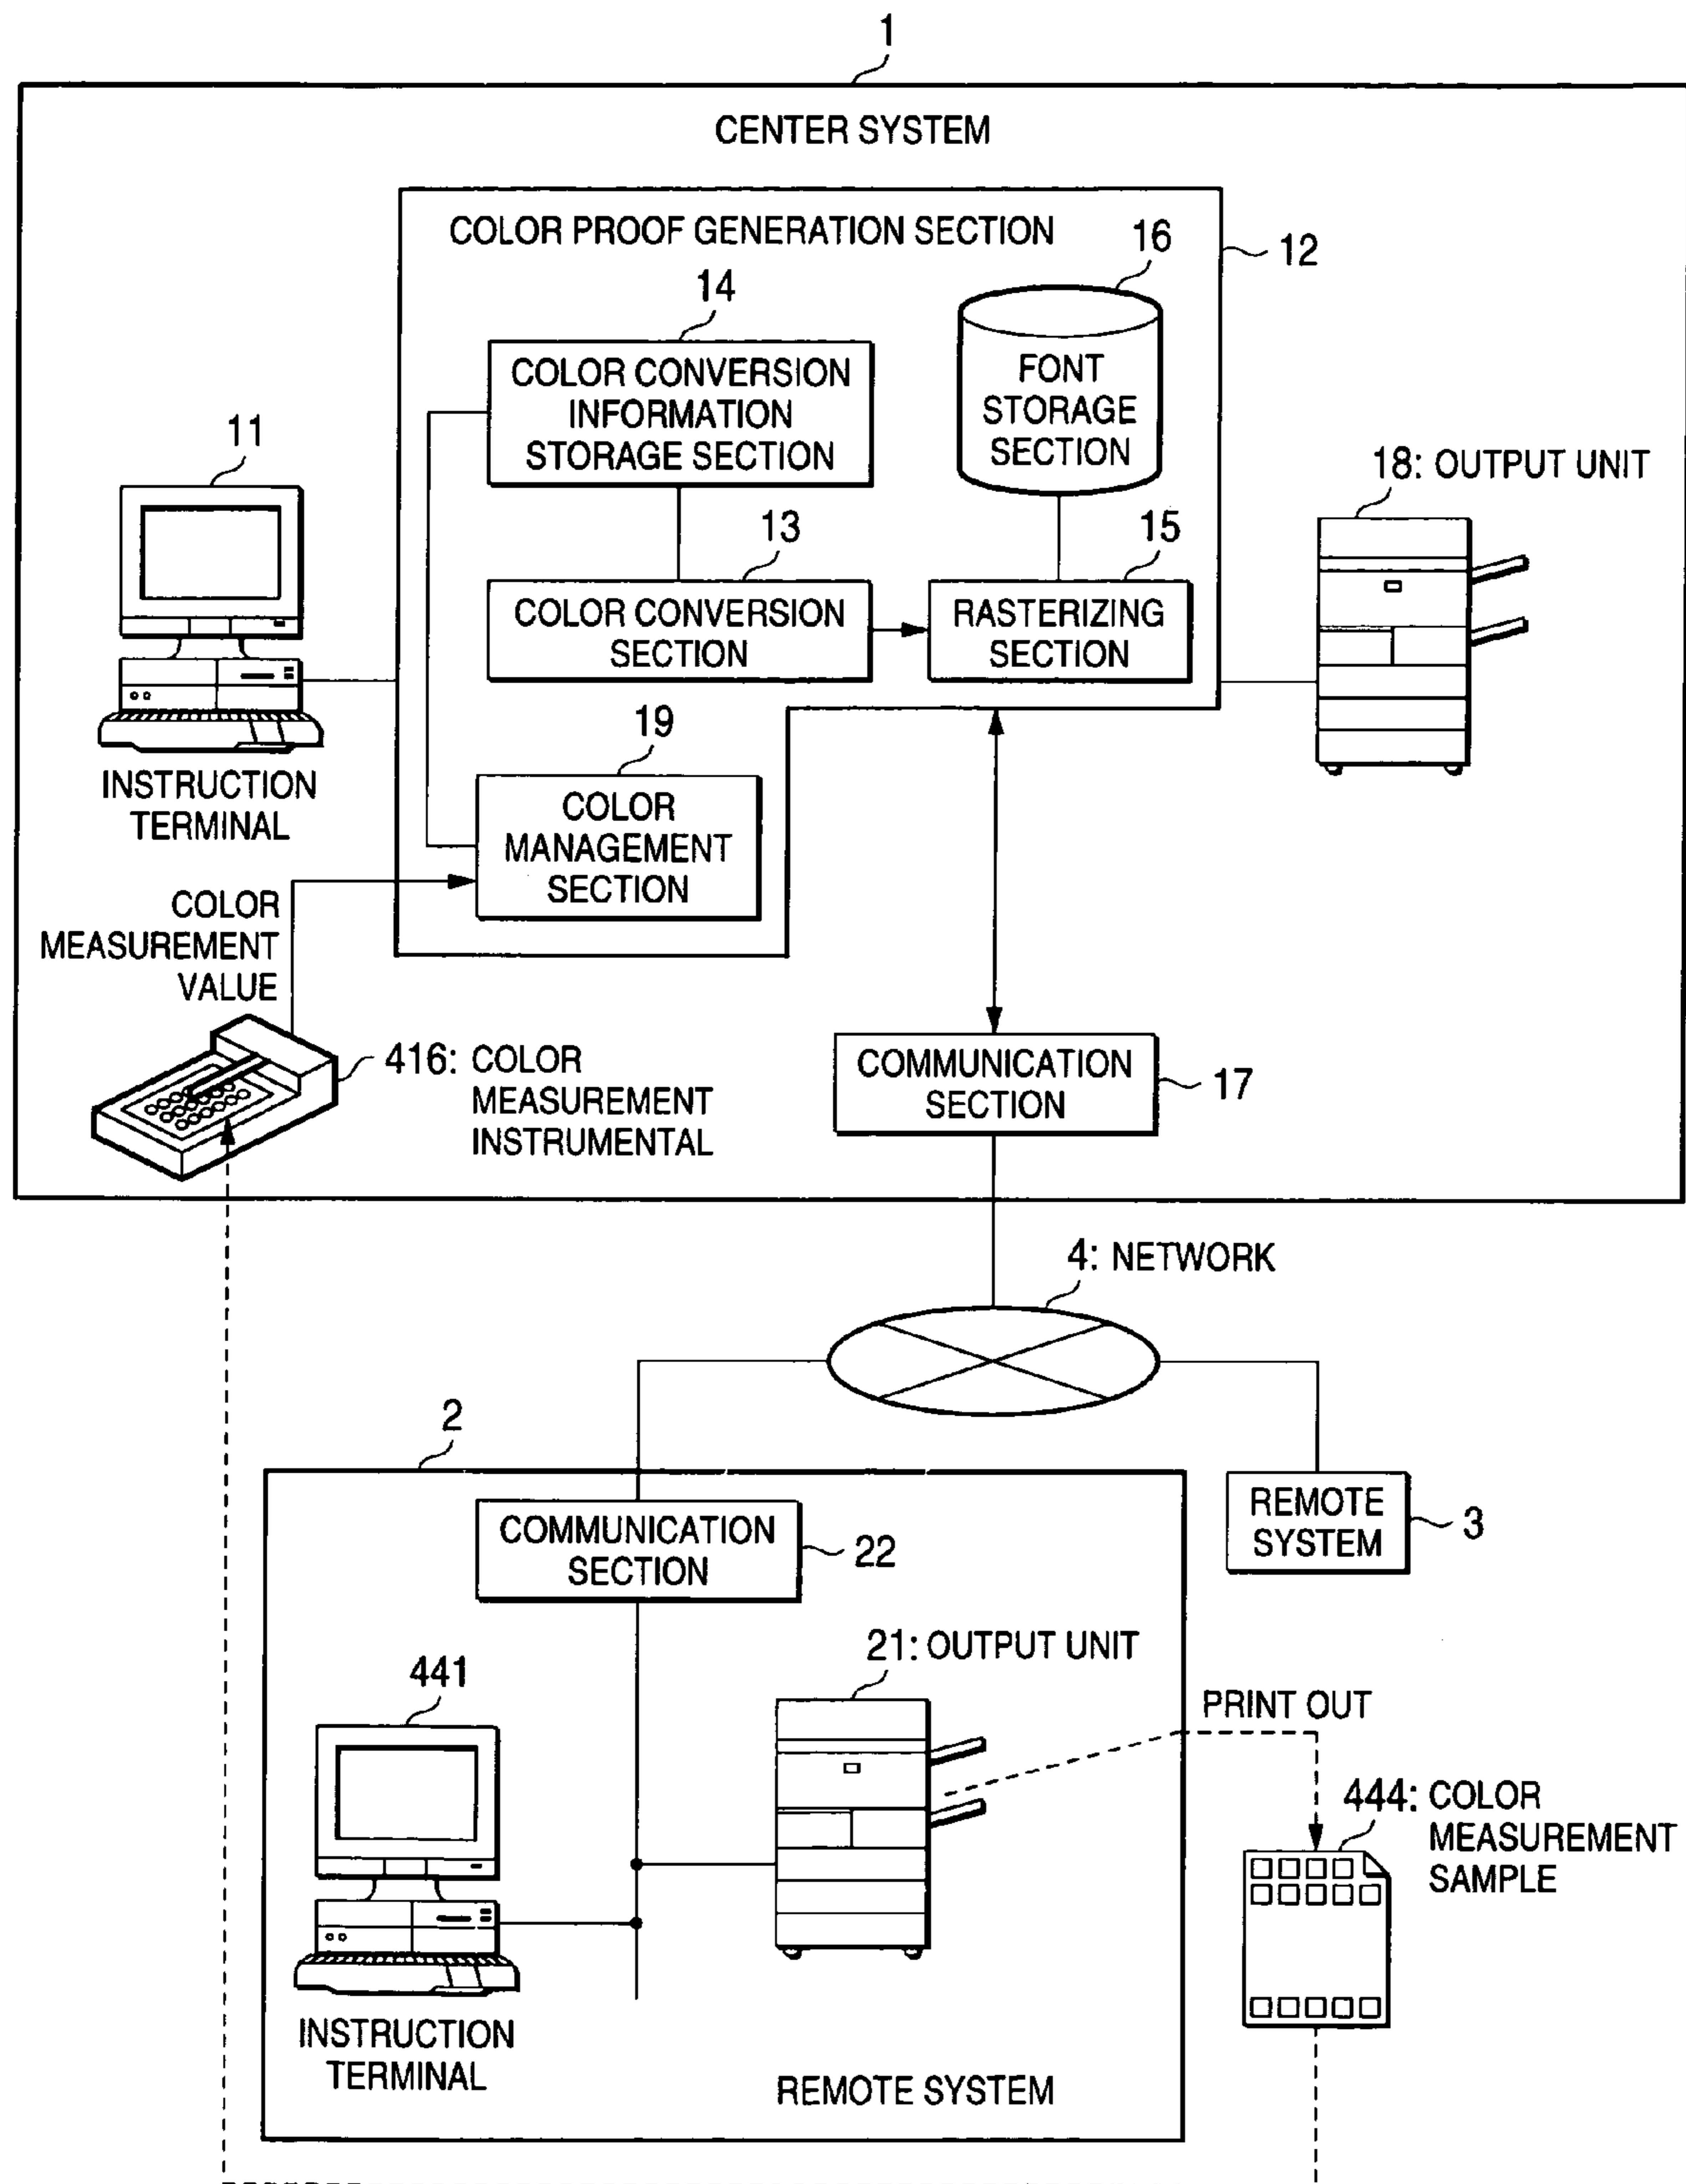 1
CENTER SYSTEM
COLOR PROOF GENERATION SECTION
12
14
16
COLOR CONVERSION
INFORMATION
STORAGE SECTION
FONT
STORAGE
SECTION
11
18: OUTPUT UNIT
13
15
COLOR CONVERSION
SECTION
RASTERIZING
SECTION
INSTRUCTION
TERMINAL
19
COLOR
MANAGEMENT
SECTION
COLOR
MEASUREMENT
VALUE
416: COLOR
MEASUREMENT
INSTRUMENTAL
COMMUNICATION
SECTION
17
4: NETWORK
2
COMMUNICATION
SECTION
22
REMOTE
SYSTEM
3
441
21: OUTPUT UNIT
PRINT OUT
444: COLOR
MEASUREMENT
SAMPLE
INSTRUCTION
TERMINAL
REMOTE SYSTEM